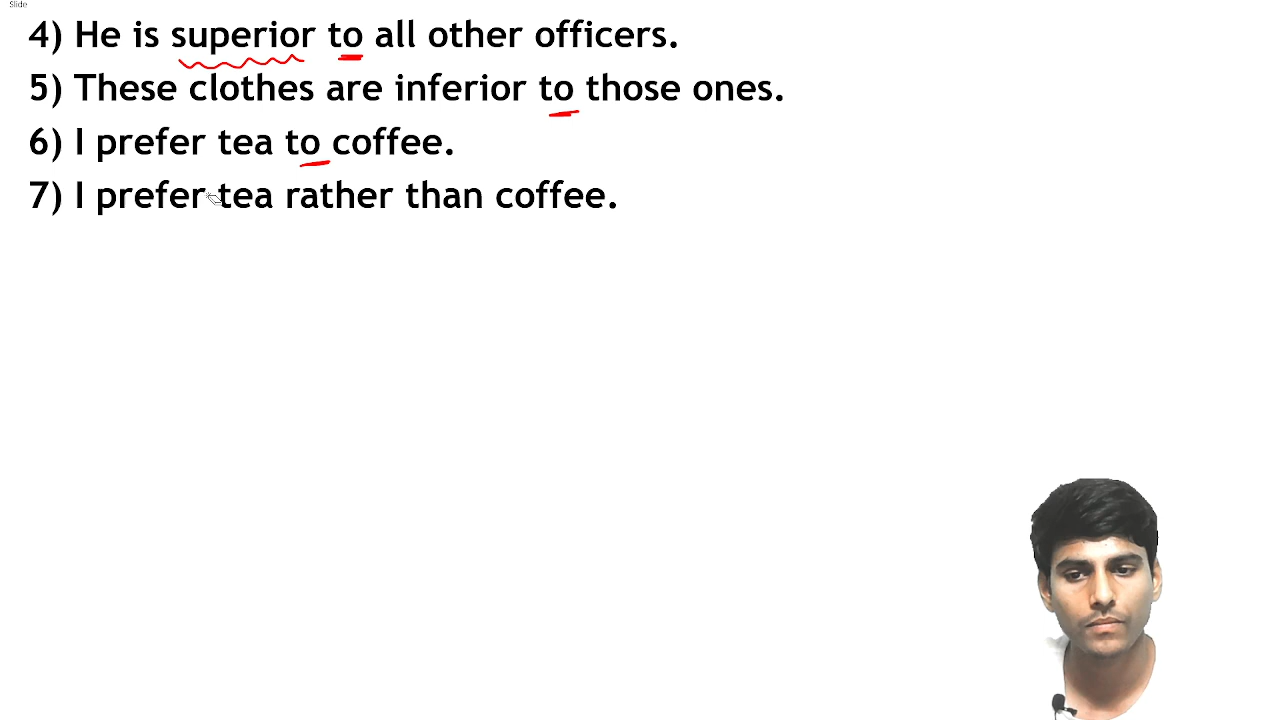 Slide
4) He is superior to all other officers.
5) These clothes are inferior to those ones.
6) I prefer tea to coffee.
7) I prefer tea rather than coffee.